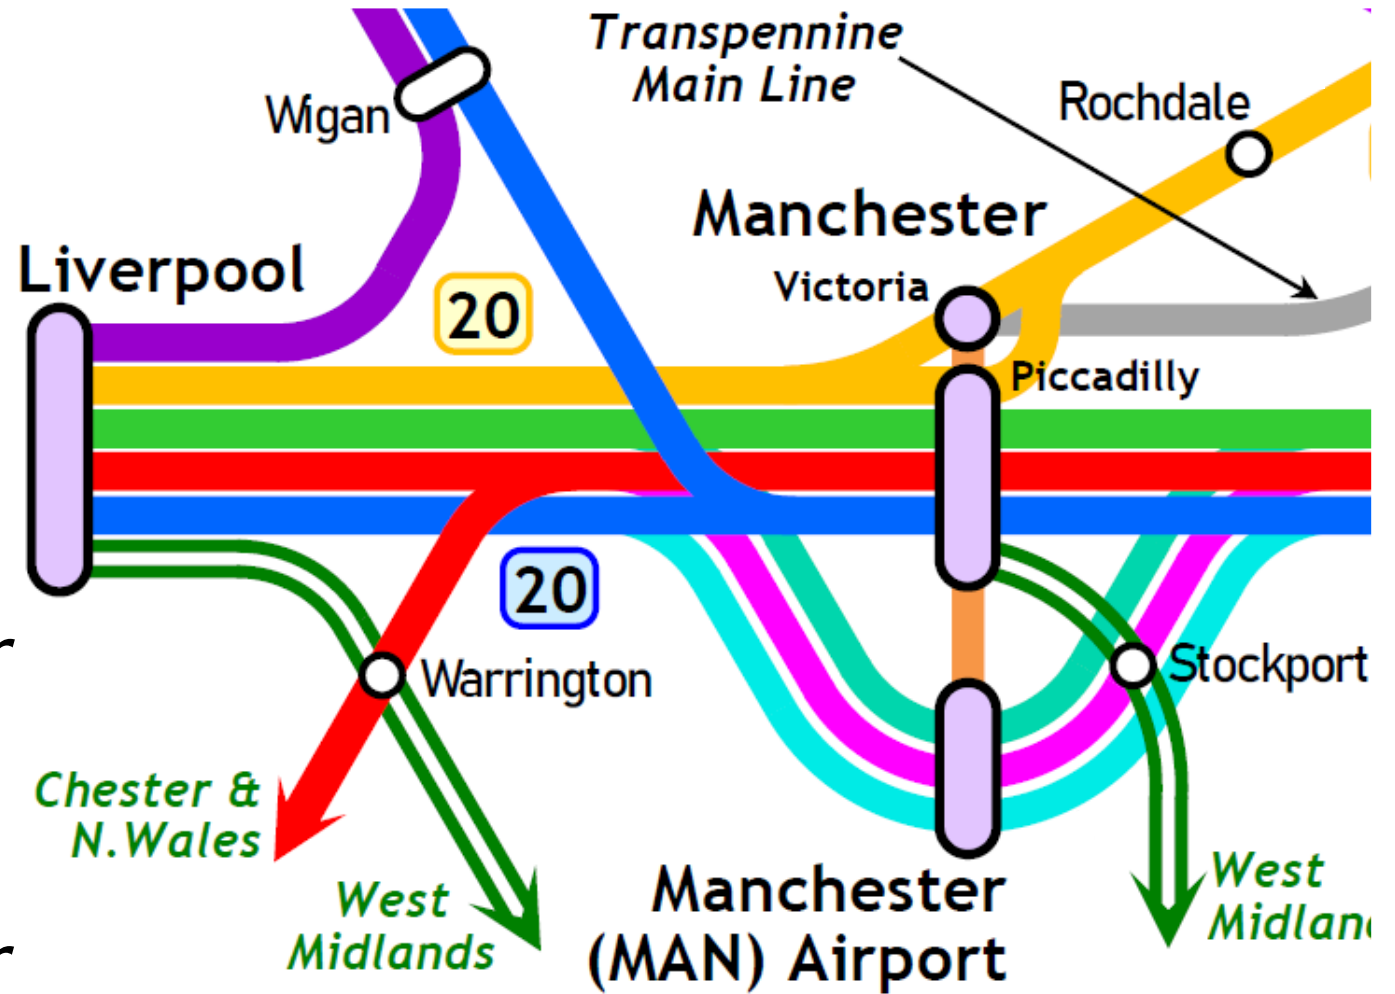 Transpennine
Main Line
Rochdale
Wigan
Manchester
Victoria
Liverpool
20
Piccadilly
20
Warrington
Stockport
r
Chester &
N.Wales
West
Midlands
Manchester
(MAN) Airport
West
Midlan
r